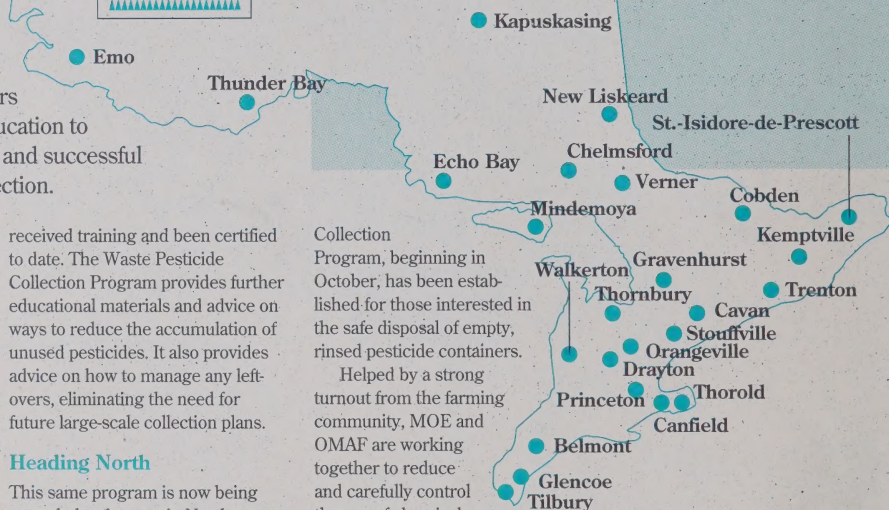 Kapuskasing
Emo
Thunder Bay
New Liskeard
St.-Isidore-de-Prescott
Echo Bay
Chelmsford
Verner
Cobden
Mindemoya
Kemptville
Walkerton
Gravenhurst
Thornbury
Trenton
Cavan
Stouffville
Orangeville
Drayton
Princeton
Thorold
Canfield
Belmont
Glencoe
Tilbury
rs
ucation to
and successful
ection.
received training and been certified
to date. The Waste Pesticide
Collection Program provides further
educational materials and advice on
ways to reduce the accumulation of
unused pesticides. It also provides
advice on how to manage any left-
overs, eliminating the need for
future large-scale collection plans.
Heading North
This same program is now being
Collection
Program, beginning in
October, has been estab-
lished for those interested in
the safe disposal of empty,
rinsed pesticide containers.
Helped by a strong
turnout from the farming
community, MOE and
OMAF are working
together to reduce
and carefully control